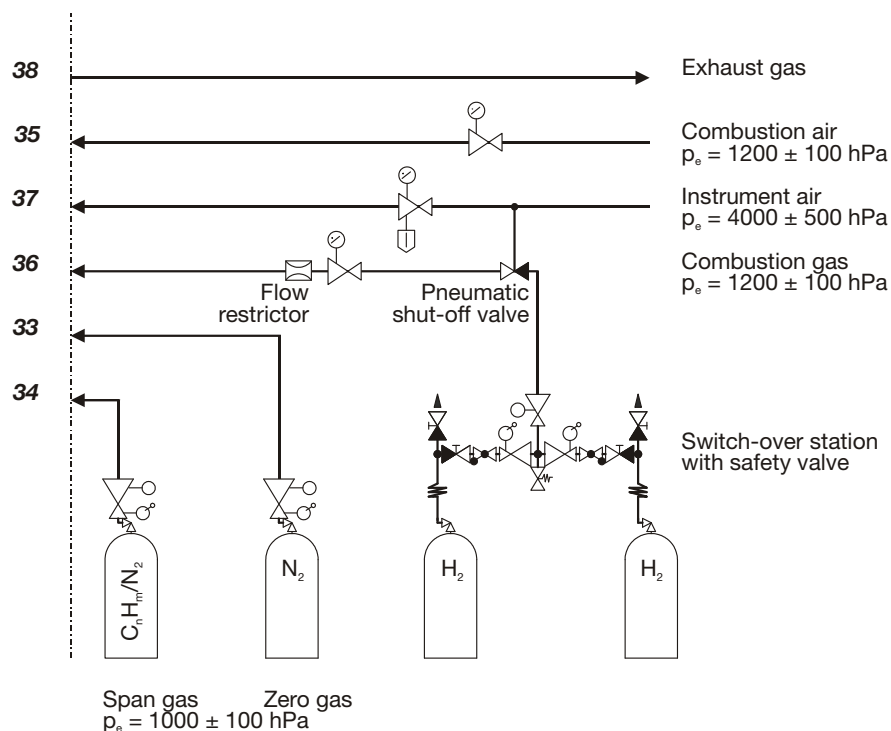 38
Exhaust gas
35
Combustion air
pₑ = 1200 ± 100 hPa
37
Instrument air
pₑ = 4000 ± 500 hPa
36
Combustion gas
pₑ = 1200 ± 100 hPa
Flow
restrictor
Pneumatic
shut-off valve
33
34
Switch-over station
with safety valve
CₙHₘ/N₂
N₂
H₂
H₂
Span gas
pₑ = 1000 ± 100 hPa
Zero gas